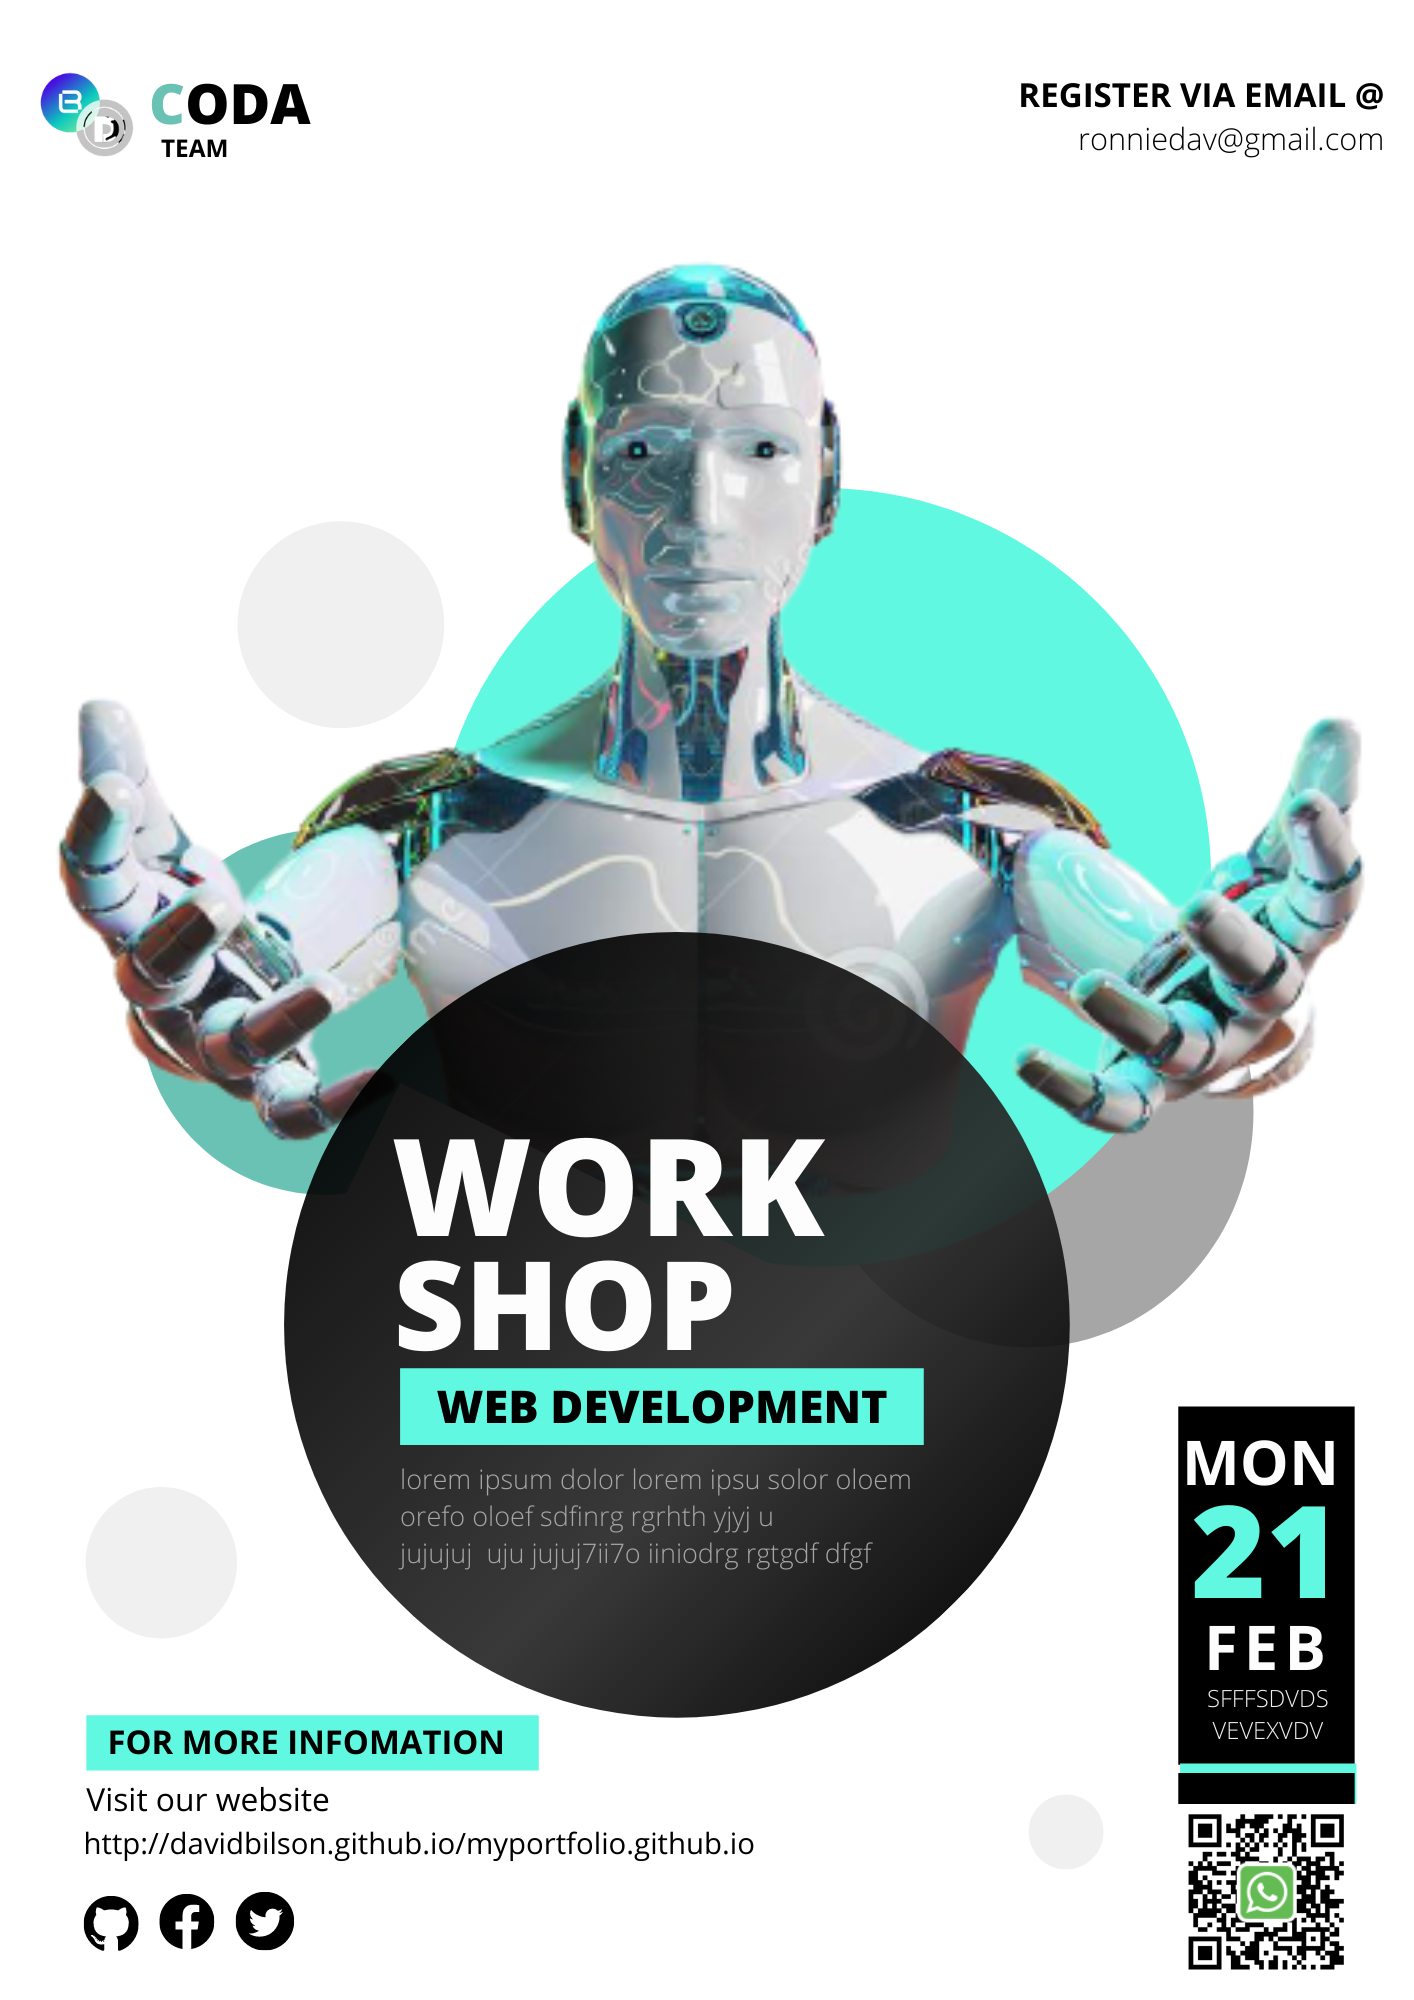 CODA
TEAM
REGISTER VIA EMAIL @
ronniedav@gmail.com
WORK
SHOP
WEB DEVELOPMENT
lorem ipsum dolor lorem ipsu solor oloem
orefo oloef sdfinrg rgrhth yjyj u
jujujuj  uju jujuj7ii7o iiniodrg rgtgdf dfgf
MON
21
FEB
SFFFSDVDS
VEVEXVDV
FOR MORE INFOMATION
Visit our website
http://davidbilson.github.io/myportfolio.github.io